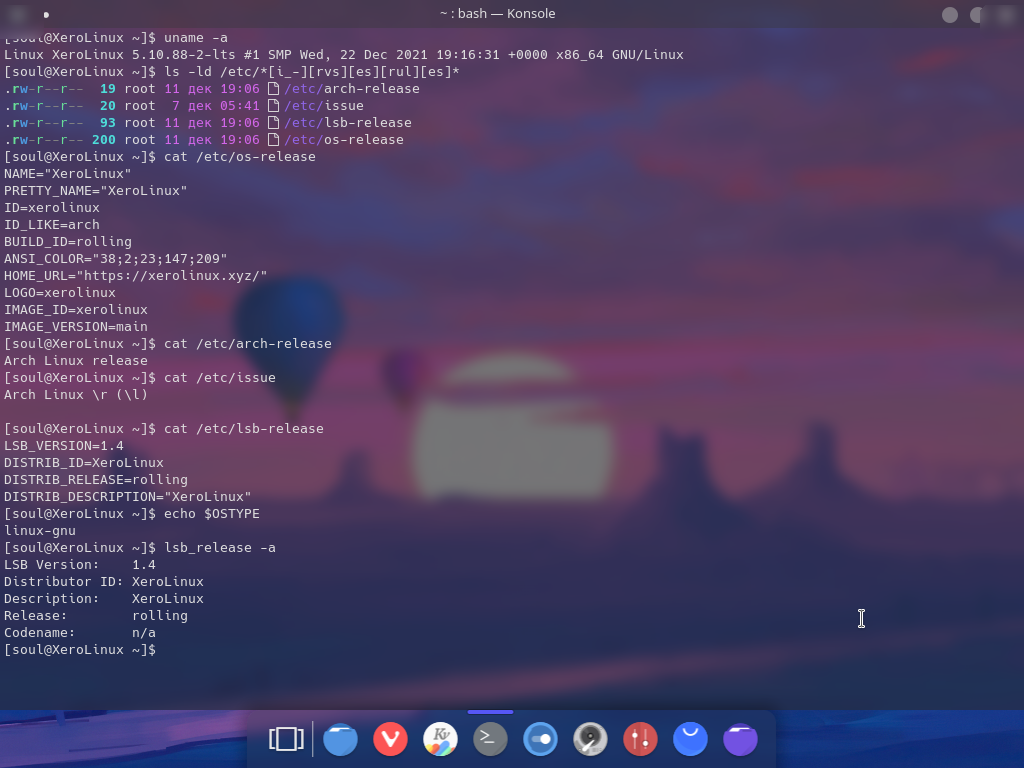 ~ : bash — Konsole
[soul@XeroLinux ~]$ uname -a
Linux XeroLinux 5.10.88-2-lts #1 SMP Wed, 22 Dec 2021 19:16:31 +0000 x86_64 GNU/Linux
[soul@XeroLinux ~]$ ls -ld /etc/*[i_-][rvs][es][rul][es]*
.rw-r--r--  19 root 11 дек 19:06 /etc/arch-release
.rw-r--r--  20 root  7 дек 05:41 /etc/issue
.rw-r--r--  93 root 11 дек 19:06 /etc/lsb-release
.rw-r--r-- 200 root 11 дек 19:06 /etc/os-release
[soul@XeroLinux ~]$ cat /etc/os-release
NAME="XeroLinux"
PRETTY_NAME="XeroLinux"
ID=xerolinux
ID_LIKE=arch
BUILD_ID=rolling
ANSI_COLOR="38;2;23;147;209"
HOME_URL="https://xerolinux.xyz/"
LOGO=xerolinux
IMAGE_ID=xerolinux
IMAGE_VERSION=main
[soul@XeroLinux ~]$ cat /etc/arch-release
Arch Linux release
[soul@XeroLinux ~]$ cat /etc/issue
Arch Linux \r (\l)
[soul@XeroLinux ~]$ cat /etc/lsb-release
LSB_VERSION=1.4
DISTRIB_ID=XeroLinux
DISTRIB_RELEASE=rolling
DISTRIB_DESCRIPTION="XeroLinux"
[soul@XeroLinux ~]$ echo $OSTYPE
linux-gnu
[soul@XeroLinux ~]$ lsb_release -a
LSB Version:    1.4
Distributor ID: XeroLinux
Description:    XeroLinux
Release:        rolling
Codename:       n/a
[soul@XeroLinux ~]$
Kv